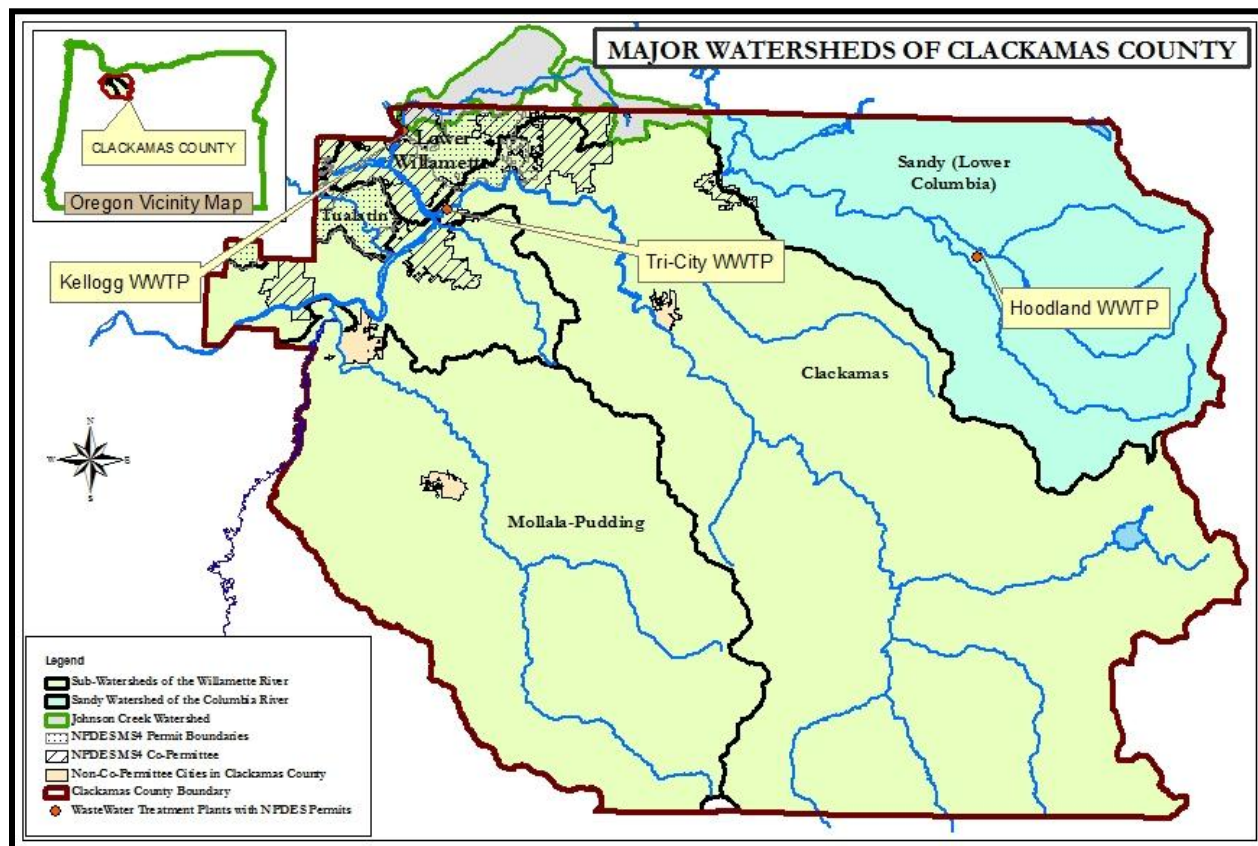 MAJOR WATERSHEDS OF CLACKAMAS COUNTY
CLACKAMAS COUNTY
Oregon Vicinity Map
Lower
Willamette
Sandy (Lower
Columbia)
Tualatin
Kellogg WWTP
Tri-City WWTP
Hoodland WWTP
Clackamas
N
W
E
S
Mollala-Pudding
Legend
Sub-Watersheds of the Willamette River
Sandy Watershed of the Columbia River
Johnson Creek Watershed
NPDES MS4 Permit Boundaries
NPDES MS4 Co-Permittee
Non-Co-Permittee Cities in Clackamas County
Clackamas County Boundary
WasteWater Treatment Plants with NPDES Permits